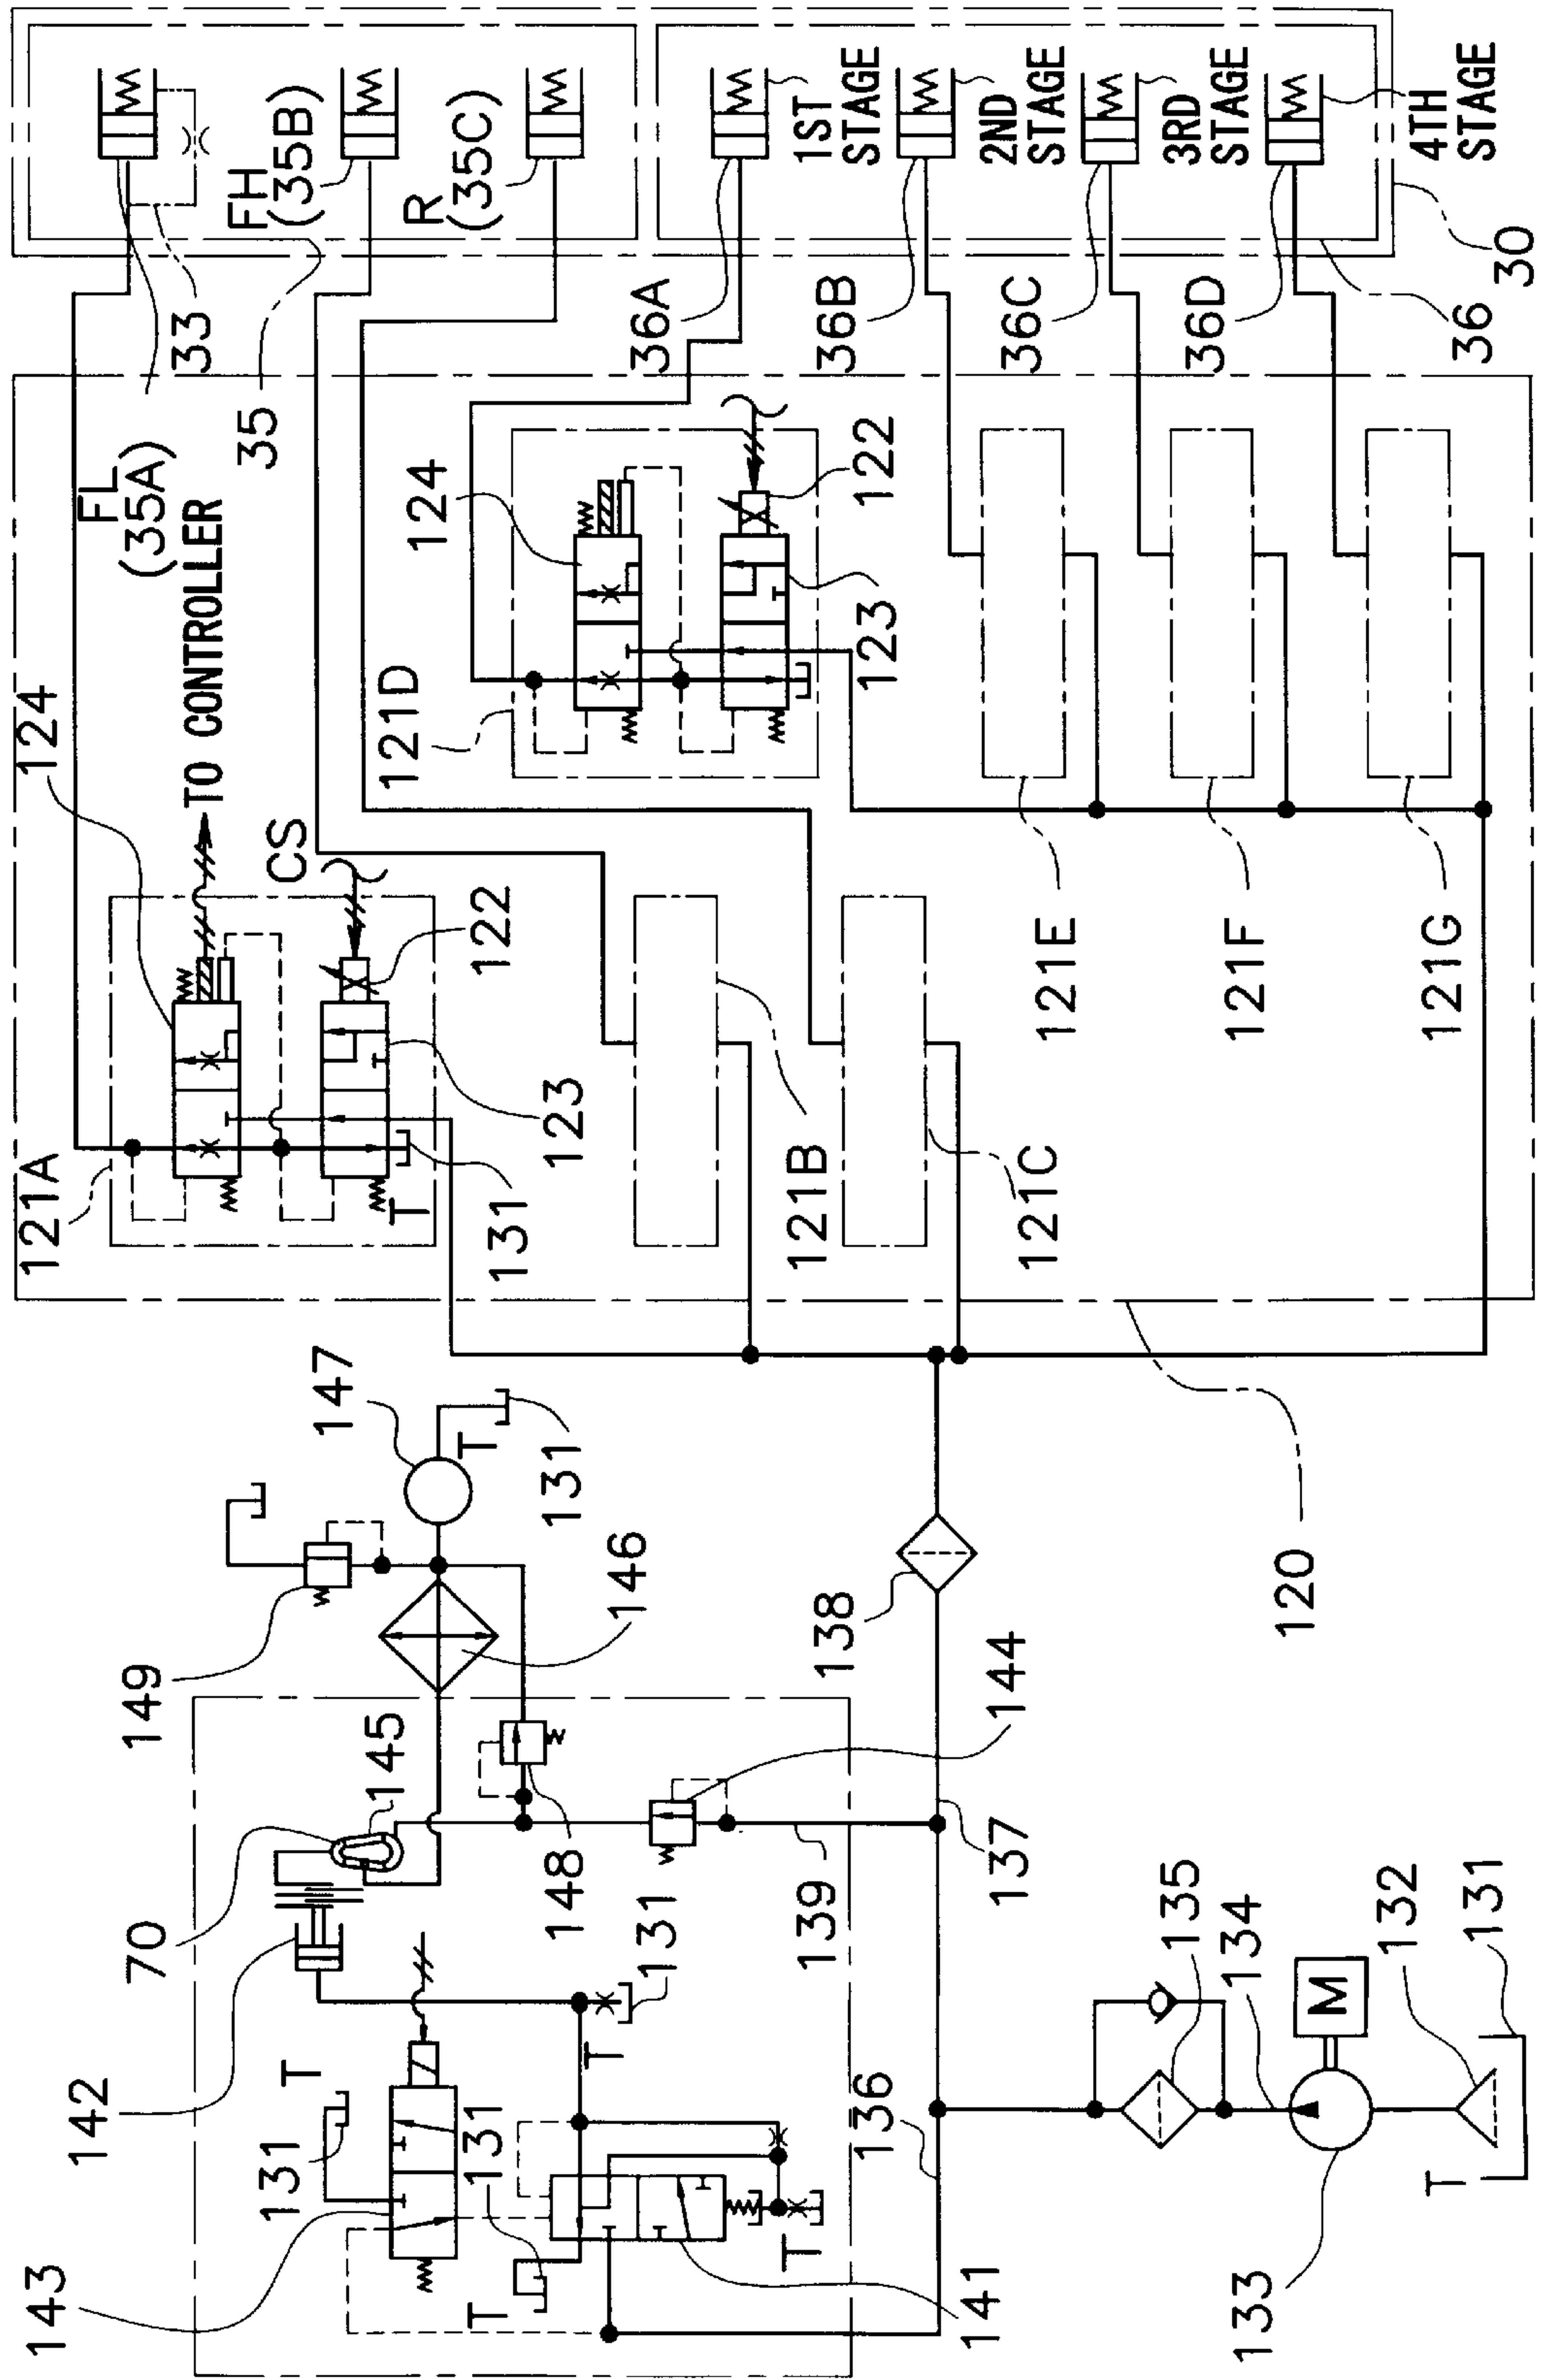 FL
(35A)
33
FH
(35B)
R
(35C)
35
1ST
STAGE
2ND
STAGE
3RD
STAGE
4TH
STAGE
36A
36B
36C
36D
36
30
TO CONTROLLER
124
CS
122
123
121A
T
131
124
122
123
121D
121B
121C
121E
121F
121G
120
147
T
131
149
146
145
70
148
144
138
142
131
T
139
137
135
134
132
131
M
T
133
T
131
143
131
T
T
141
136